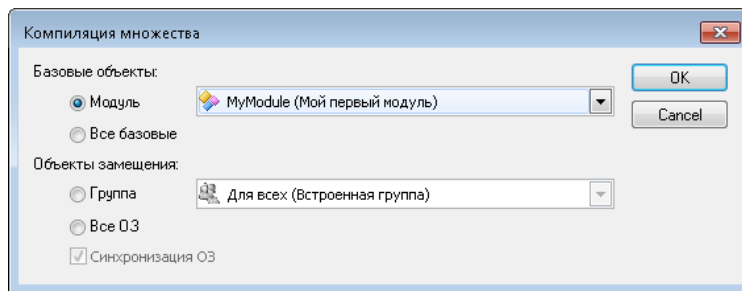 Компиляция множества
Базовые объекты:
Модуль
MyModule (Мой первый модуль)
OK
Все базовые
Cancel
Объекты замещения:
Группа
Для всех (Встроенная группа)
Все ОЗ
Синхронизация ОЗ